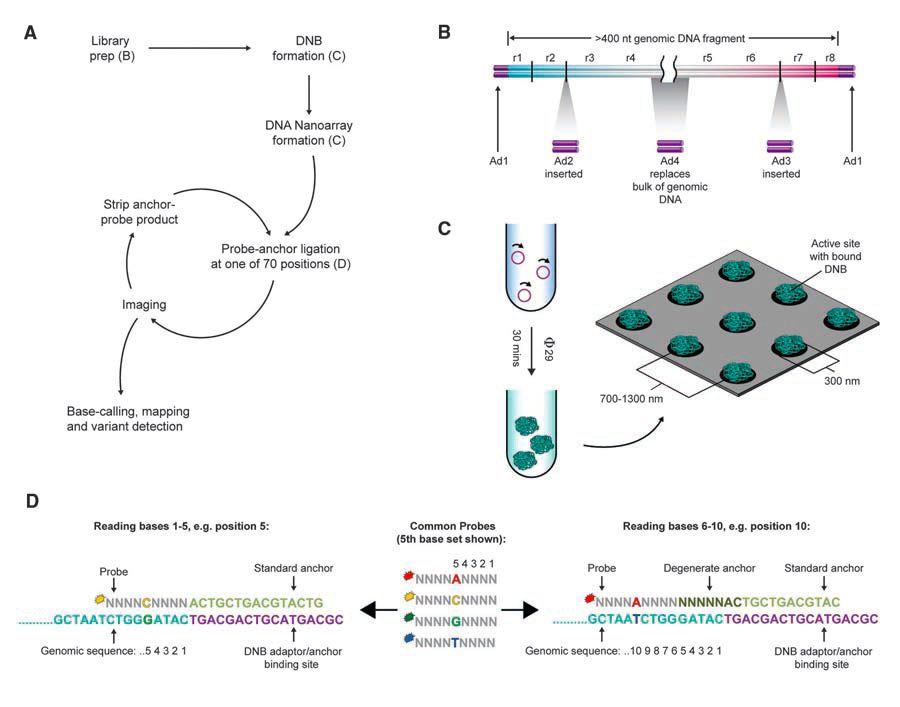 A
Library
prep (B)
DNB
formation (C)
DNA Nanoarray
formation (C)
Strip anchor-
probe product
Probe-anchor ligation
at one of 70 positions (D)
Imaging
Base-calling, mapping
and variant detection
B
>400 nt genomic DNA fragment
r1 r2 r3 r4 r5 r6 r7 r8
Ad1
Ad2
inserted
Ad4
replaces
bulk of genomic
DNA
Ad3
inserted
Ad1
C
Φ29
30 mins
Active site
with bound
DNB
700-1300 nm
300 nm
D
Reading bases 1-5, e.g. position 5:
Probe
Standard anchor
NNNNCNNNNACTGCTGACGTACTG
GCTAATCTGGGATACTGACGACTGCATGACGC
Genomic sequence: ..5 4 3 2 1
DNB adaptor/anchor
binding site
Common Probes
(5th base set shown):
5 4 3 2 1
NNNNANNNN
NNNNCNNNN
NNNNGNNNN
NNNNTNNNN
Reading bases 6-10, e.g. position 10:
Probe
Degenerate anchor
Standard anchor
NNNNANNNNNNNNNACTGCTGACGTAC
GCTAATCTGGGATACTGACGACTGCATGACGC
Genomic sequence: ..10 9 8 7 6 5 4 3 2 1
DNB adaptor/anchor
binding site